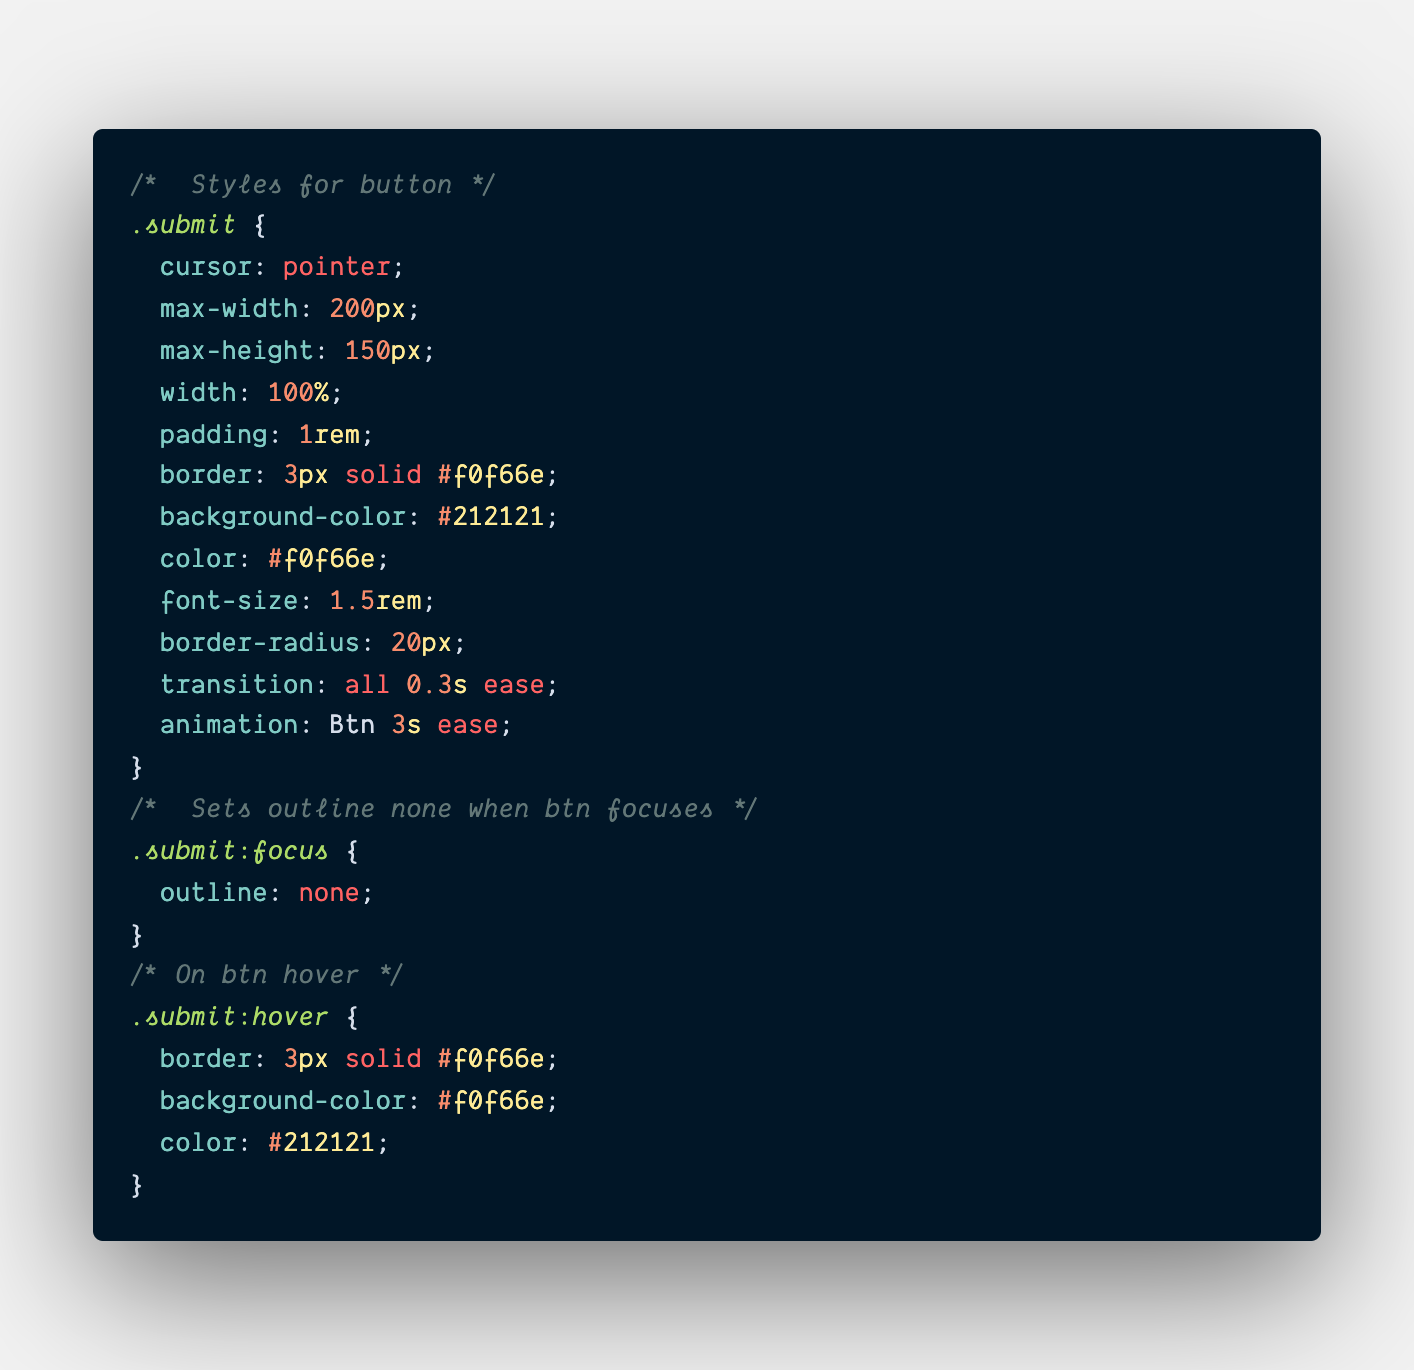 /*  Styles for button */
.submit {
  cursor: pointer;
  max-width: 200px;
  max-height: 150px;
  width: 100%;
  padding: 1rem;
  border: 3px solid #f0f66e;
  background-color: #212121;
  color: #f0f66e;
  font-size: 1.5rem;
  border-radius: 20px;
  transition: all 0.3s ease;
  animation: Btn 3s ease;
}
/*  Sets outline none when btn focuses */
.submit:focus {
  outline: none;
}
/* On btn hover */
.submit:hover {
  border: 3px solid #f0f66e;
  background-color: #f0f66e;
  color: #212121;
}